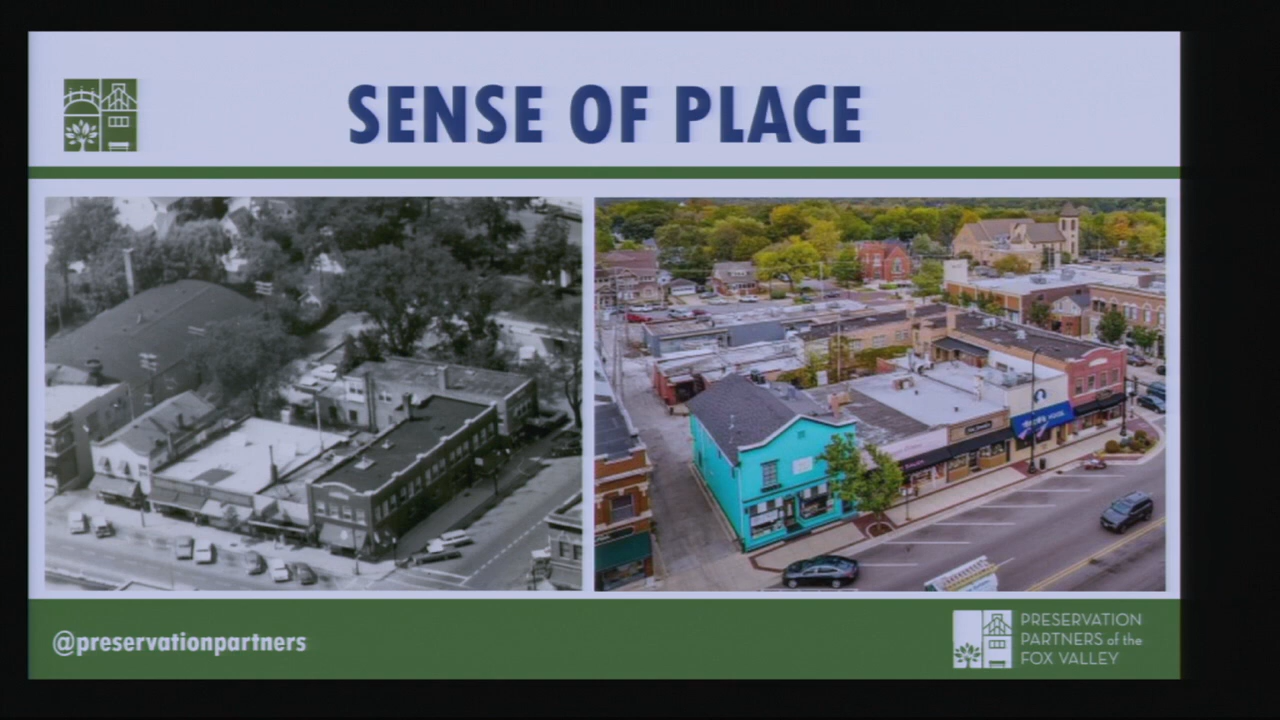 SENSE OF PLACE
@preservationpartners
PRESERVATION
PARTNERS of the
FOX VALLEY